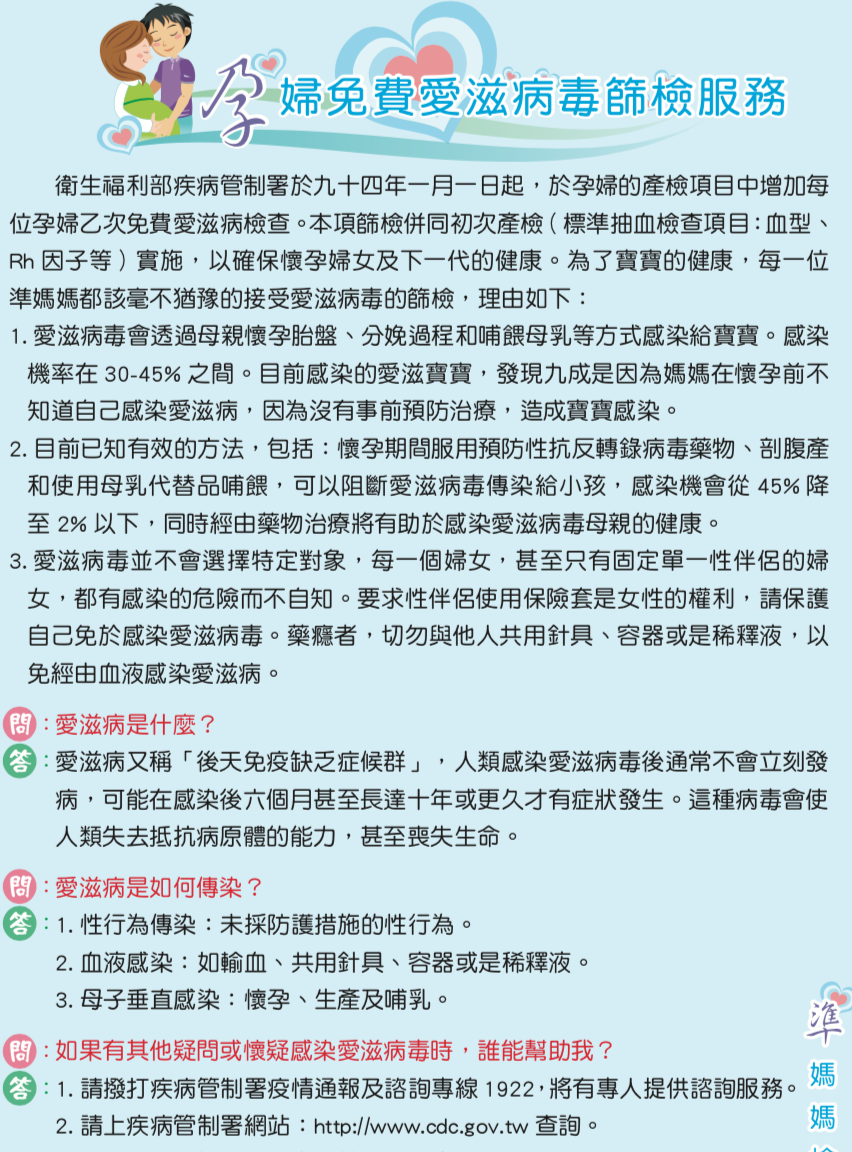 孕婦免費愛滋病毒篩檢服務
衛生福利部疾病管制署於九十四年一月一日起，於孕婦的產檢項目中增加每
位孕婦乙次免費愛滋病檢查。本項篩檢併同初次產檢（標準抽血檢查項目：血型、
Rh 因子等）實施，以確保懷孕婦女及下一代的健康。為了寶寶的健康，每一位
準媽媽都該毫不猶豫的接受愛滋病毒的篩檢，理由如下：
1. 愛滋病毒會透過母親懷孕胎盤、分娩過程和哺餵母乳等方式感染給寶寶。感染
機率在 30-45% 之間。目前感染的愛滋寶寶，發現九成是因為媽媽在懷孕前不
知道自己感染愛滋病，因為沒有事前預防治療，造成寶寶感染。
2. 目前已知有效的方法，包括：懷孕期間服用預防性抗反轉錄病毒藥物、剖腹產
和使用母乳代替品哺餵，可以阻斷愛滋病毒傳染給小孩，感染機會從 45% 降
至 2% 以下，同時經由藥物治療將有助於感染愛滋病毒母親的健康。
3. 愛滋病毒並不會選擇特定對象，每一個婦女，甚至只有固定單一性伴侶的婦
女，都有感染的危險而不自知。要求性伴侶使用保險套是女性的權利，請保護
自己免於感染愛滋病毒。藥癮者，切勿與他人共用針具、容器或是稀釋液，以
免經由血液感染愛滋病。
問：愛滋病是什麼？
答：愛滋病又稱「後天免疫缺乏症候群」，人類感染愛滋病毒後通常不會立刻發
病，可能在感染後六個月甚至長達十年或更久才有症狀發生。這種病毒會使
人類失去抵抗病原體的能力，甚至喪失生命。
問：愛滋病是如何傳染？
答：1. 性行為傳染：未採防護措施的性行為。
2. 血液感染：如輸血、共用針具、容器或是稀釋液。
3. 母子垂直感染：懷孕、生產及哺乳。
問：如果有其他疑問或懷疑感染愛滋病毒時，誰能幫助我？
答：1. 請撥打疾病管制署疫情通報及諮詢專線 1922，將有專人提供諮詢服務。
2. 請上疾病管制署網站：http://www.cdc.gov.tw 查詢。
準媽媽